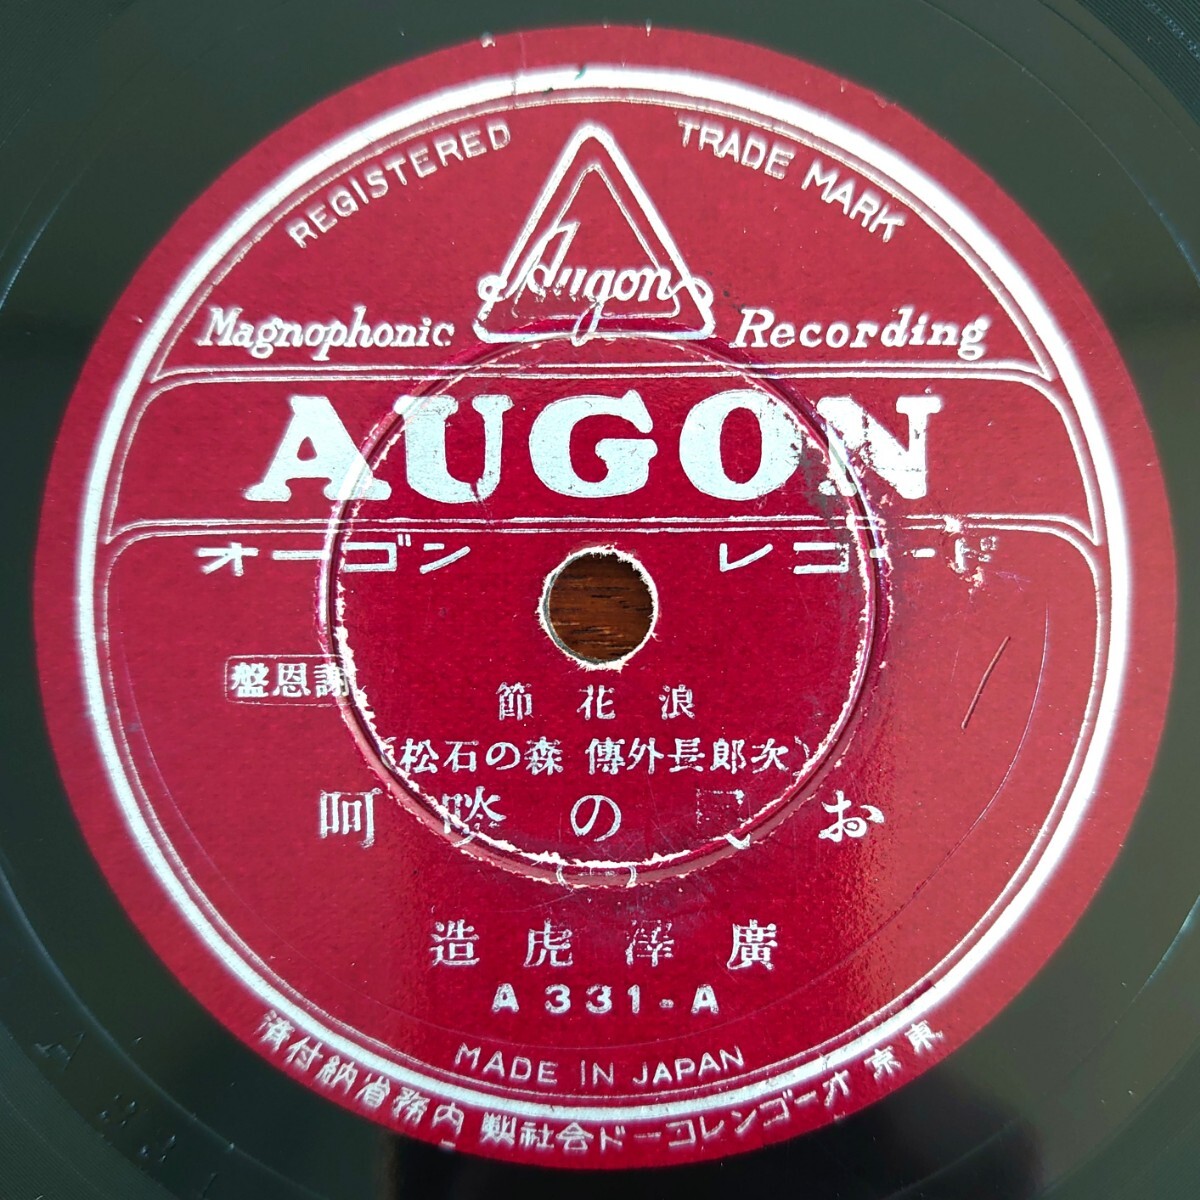 REGISTERED TRADE MARK
Augon
Magnophonic Recording
AUGON
オーゴン レコード
謝恩盤
浪花節
(次郎長外傳 森の石松)
お民の啖呵
廣澤虎造
A331-A
MADE IN JAPAN
東京オーゴンレコード会社製 内務省納付済